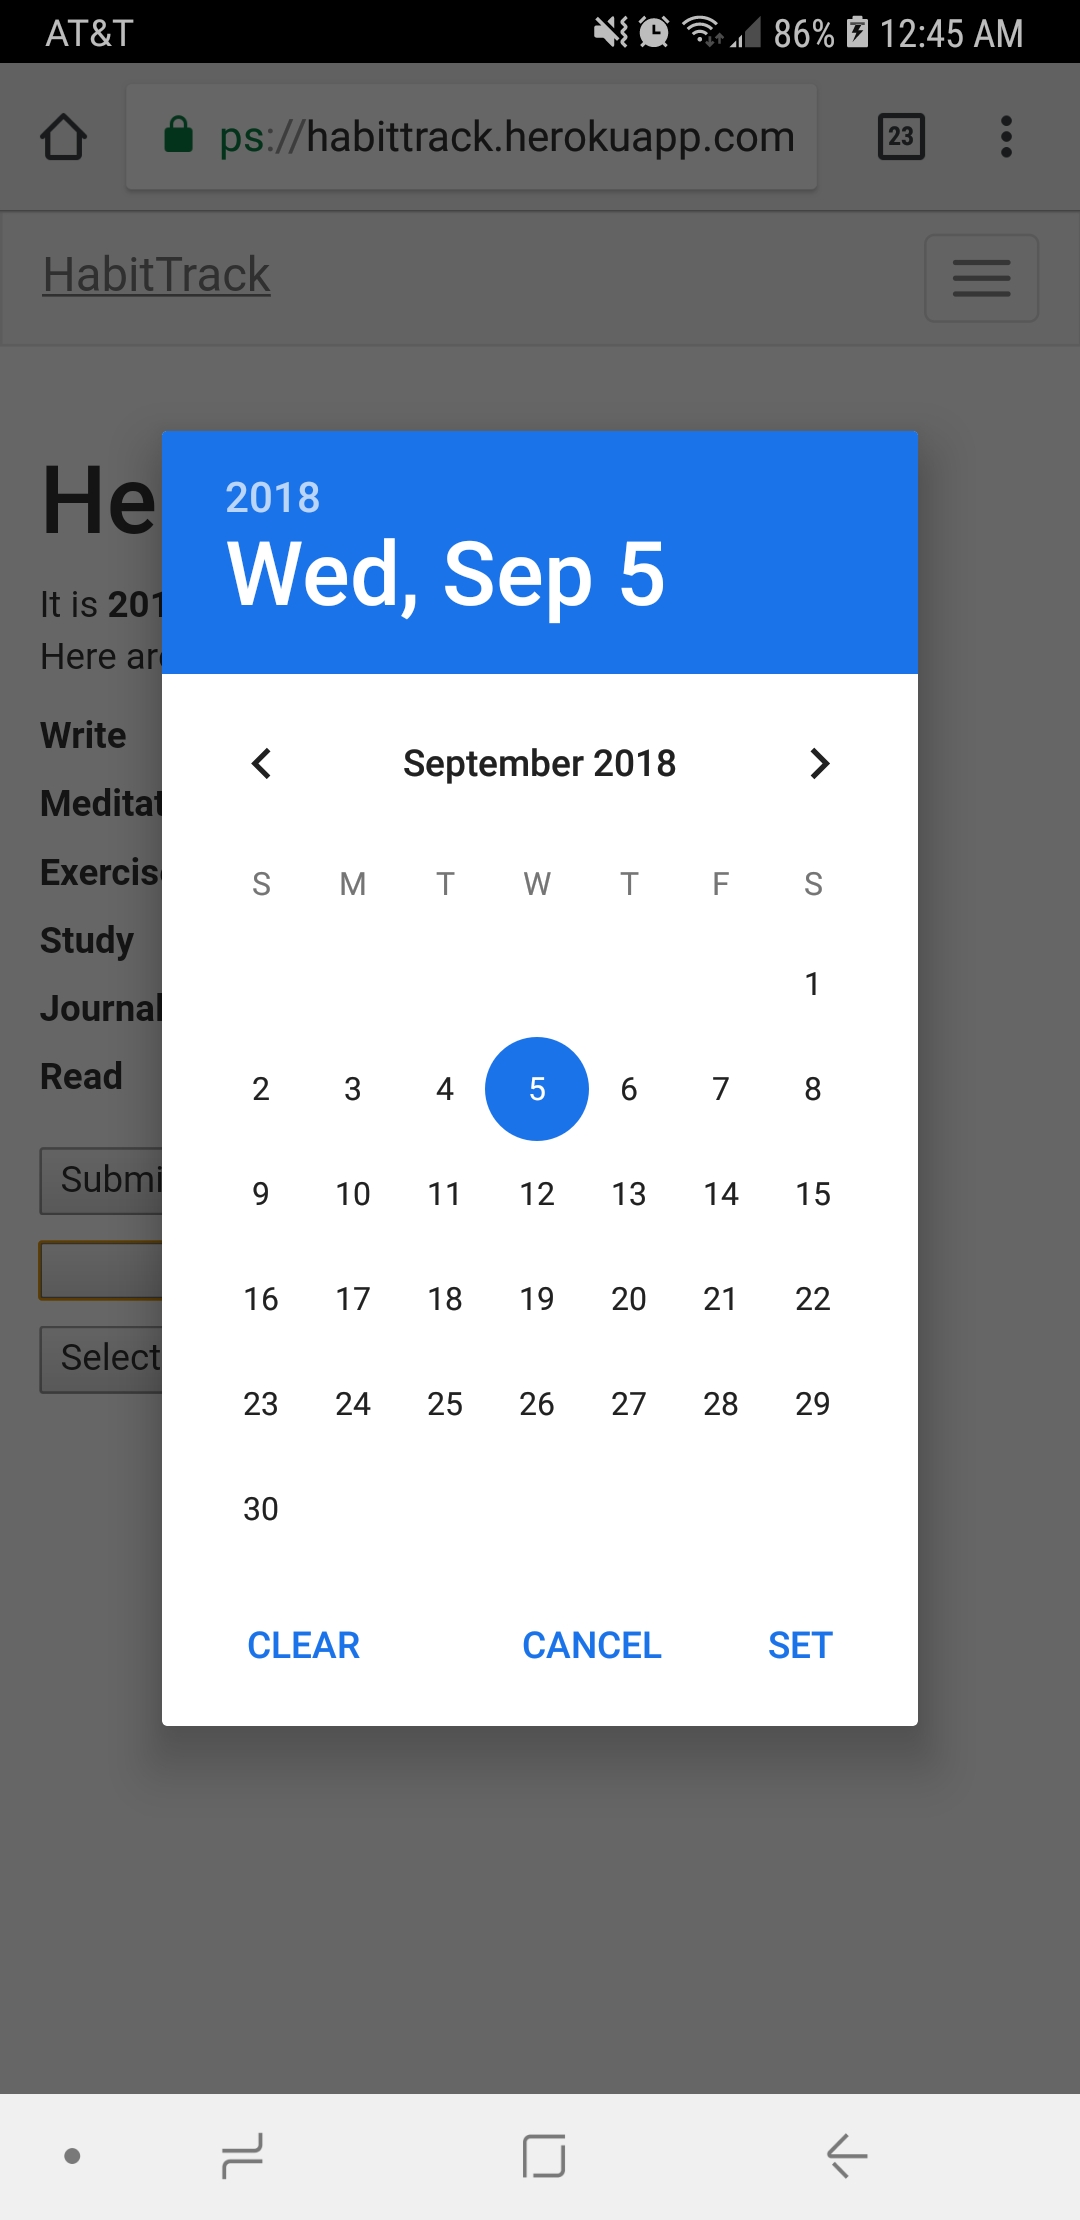 AT&T 86% 12:45 AM
23
ps://habittrack.herokuapp.com
HabitTrack
He
2018
Wed, Sep 5
It is 201
Here are
Write
September 2018
Meditat
Exercise
S M T W T F S
Study
1
Journal
Read
2 3 4 5 6 7 8
Submi
9 10 11 12 13 14 15
16 17 18 19 20 21 22
Select
23 24 25 26 27 28 29
30
CLEAR CANCEL SET